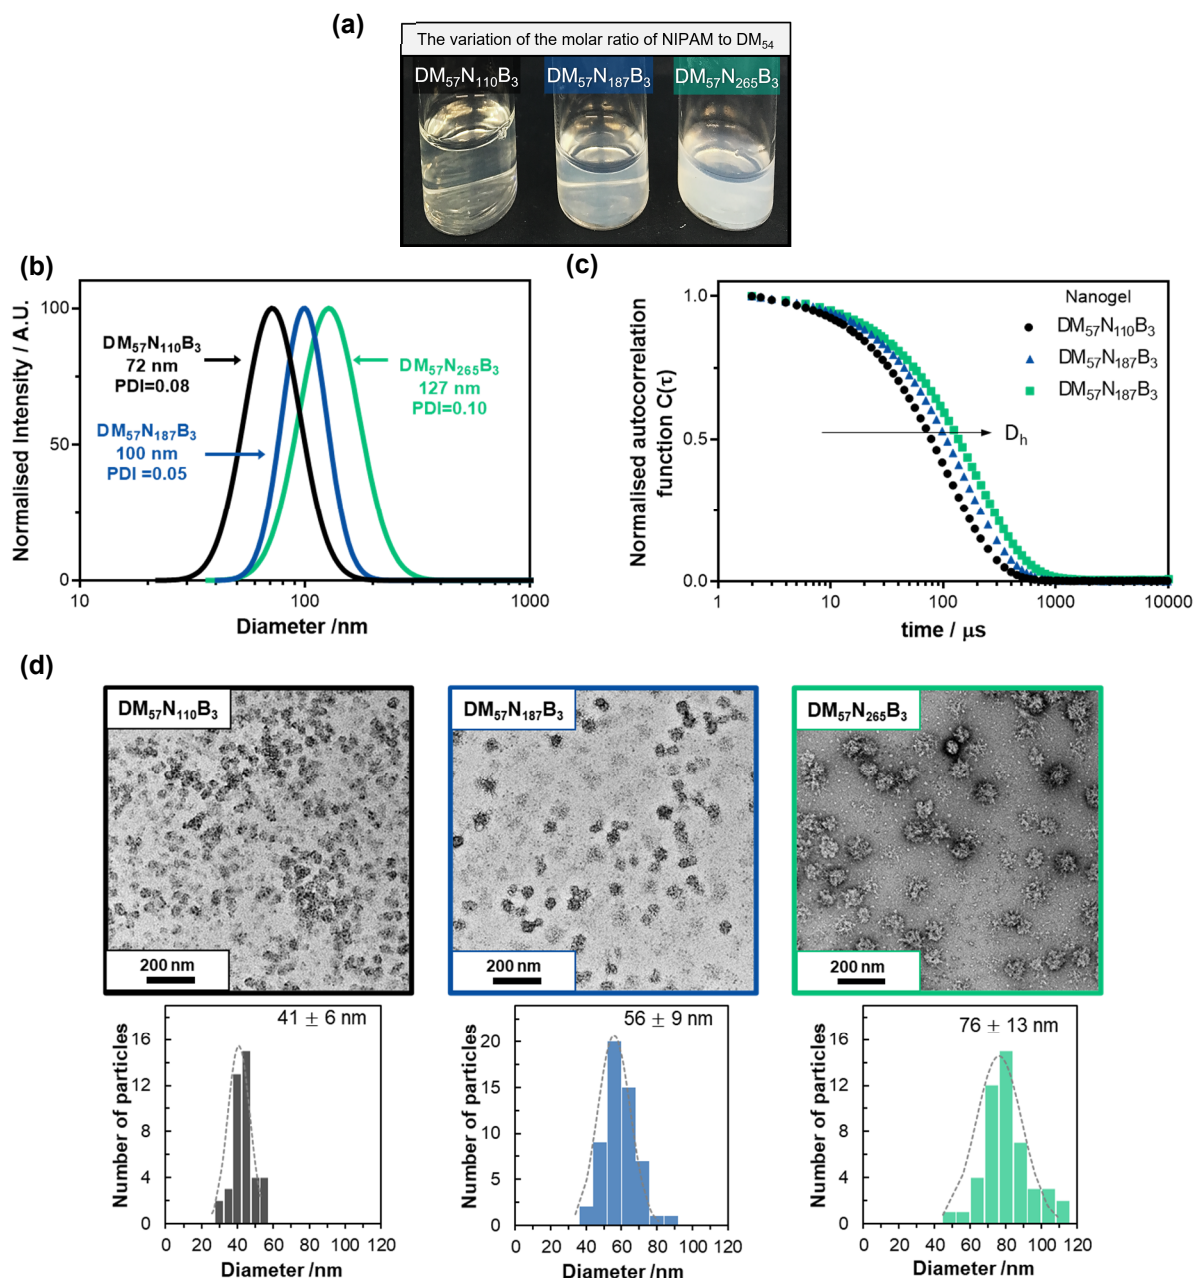 (a)
The variation of the molar ratio of NIPAM to DM₅₄
DM₅₇N₁₁₀B₃ DM₅₇N₁₈₇B₃ DM₅₇N₂₆₅B₃
(b)
Normalised Intensity / A.U.
100
50
0
10 100 1000
Diameter /nm
DM₅₇N₁₁₀B₃
72 nm
PDI=0.08
DM₅₇N₁₈₇B₃
100 nm
PDI =0.05
DM₅₇N₂₆₅B₃
127 nm
PDI=0.10
(c)
Normalised autocorrelation
function C(τ)
1.0
0.5
0.0
1 10 100 1000 10000
time / μs
Nanogel
DM₅₇N₁₁₀B₃
DM₅₇N₁₈₇B₃
DM₅₇N₁₈₇B₃
Dₕ
(d)
DM₅₇N₁₁₀B₃
200 nm
DM₅₇N₁₈₇B₃
200 nm
DM₅₇N₂₆₅B₃
200 nm
41 ± 6 nm
Number of particles
16
12
8
4
0
0 20 40 60 80 100 120
Diameter /nm
56 ± 9 nm
Number of particles
20
15
10
5
0
0 20 40 60 80 100 120
Diameter /nm
76 ± 13 nm
Number of particles
16
12
8
4
0
0 20 40 60 80 100 120
Diameter /nm